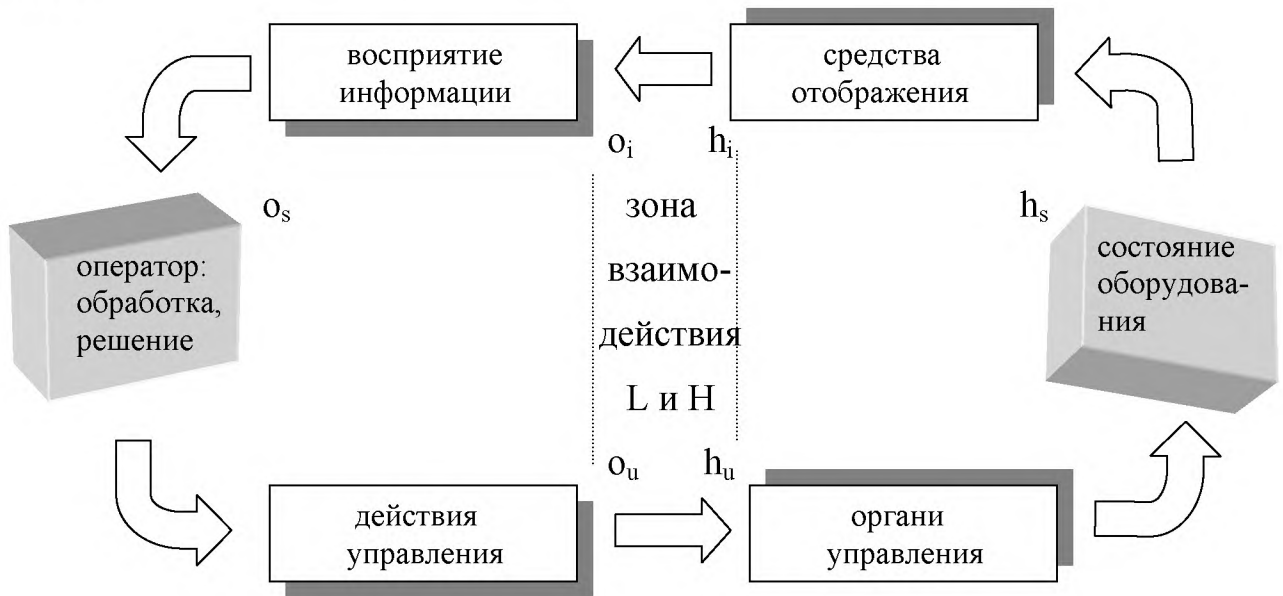 восприятие
информации
средства
отображения
o_i h_i
o_s
зона
взаимо-
действия
L и H
h_s
оператор:
обработка,
решение
состояние
оборудова-
ния
o_u h_u
действия
управления
органи
управления